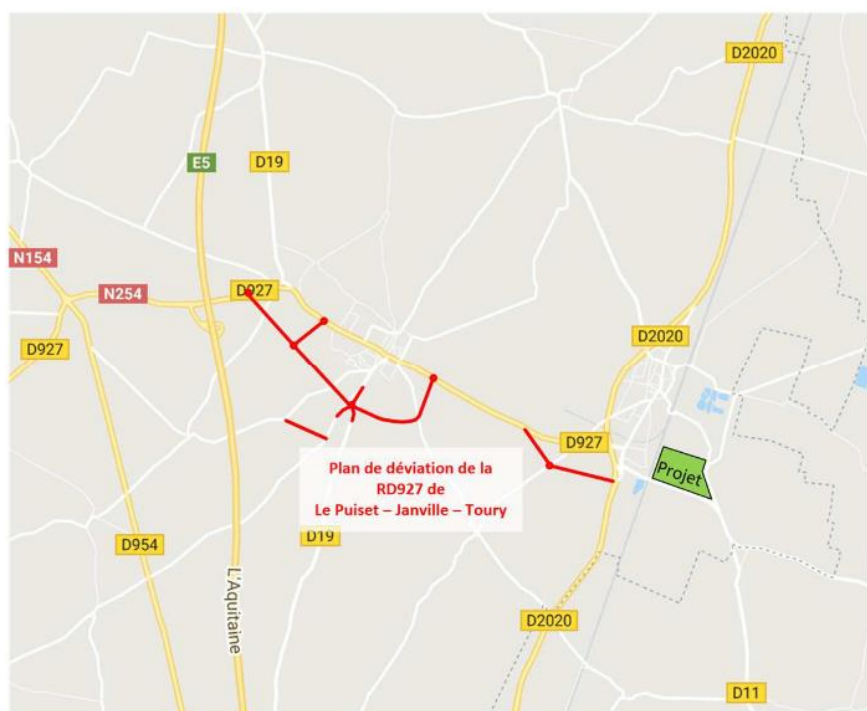 D2020
E5
D19
N154
N254
D927
D2020
D927
D927
Projet
Plan de déviation de la
RD927 de
Le Puiset – Janville – Toury
D19
D954
L'Aquitaine
D2020
D11